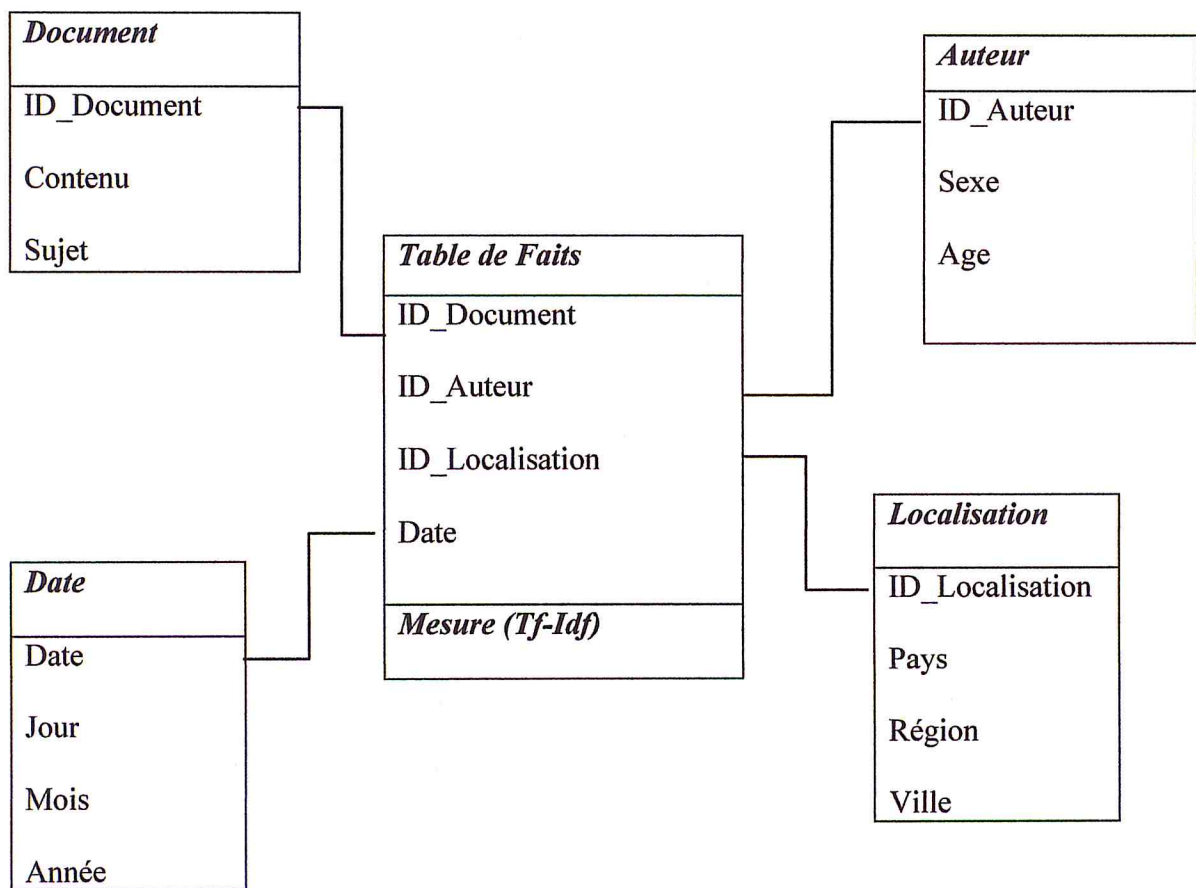 Document
ID_Document
Contenu
Sujet
Auteur
ID_Auteur
Sexe
Age
Table de Faits
ID_Document
ID_Auteur
ID_Localisation
Date
Mesure (Tf-Idf)
Date
Date
Jour
Mois
Année
Localisation
ID_Localisation
Pays
Région
Ville